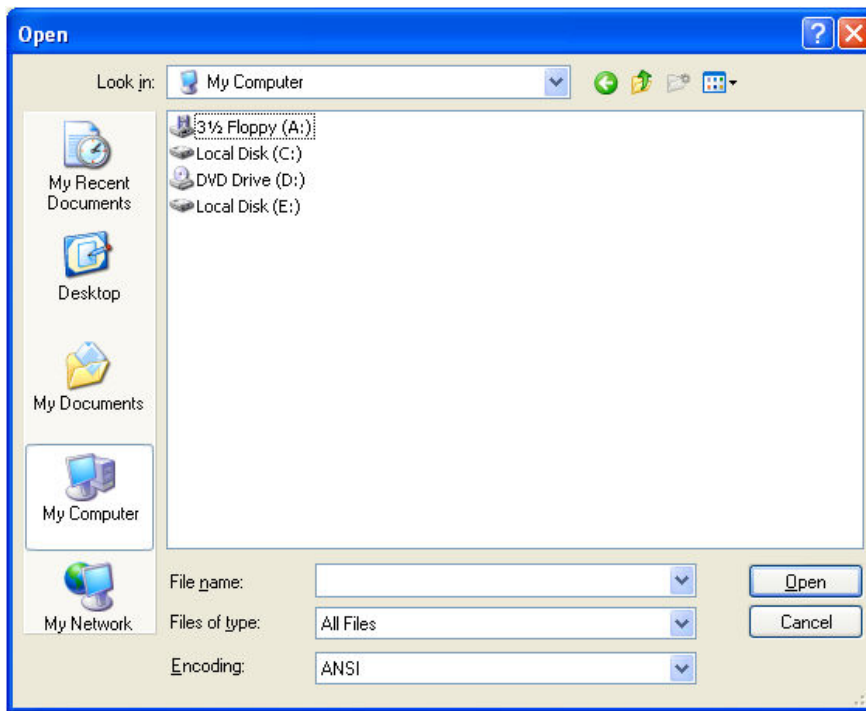 Open
Look in:
My Computer
3½ Floppy (A:)
Local Disk (C:)
DVD Drive (D:)
Local Disk (E:)
My Recent
Documents
Desktop
My Documents
My Computer
My Network
File name:
Open
Files of type:
All Files
Cancel
Encoding:
ANSI